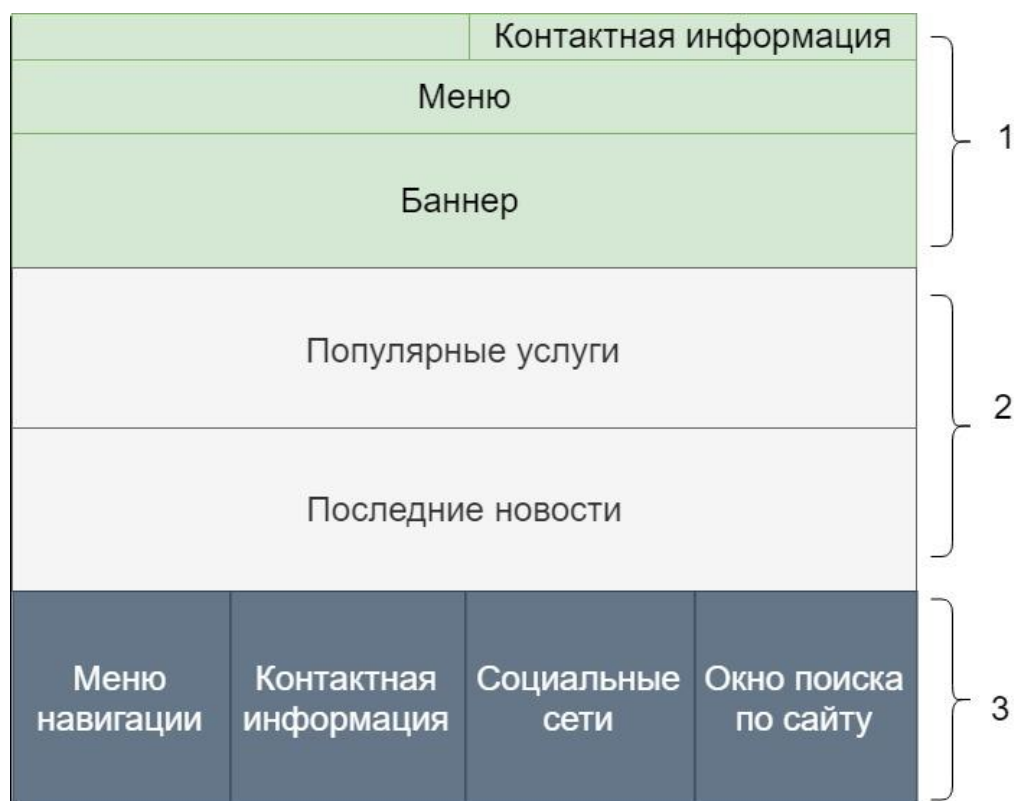 Контактная информация
Меню
1
Баннер
Популярные услуги
2
Последние новости
Меню
навигации
Контактная
информация
Социальные
сети
Окно поиска
по сайту
3